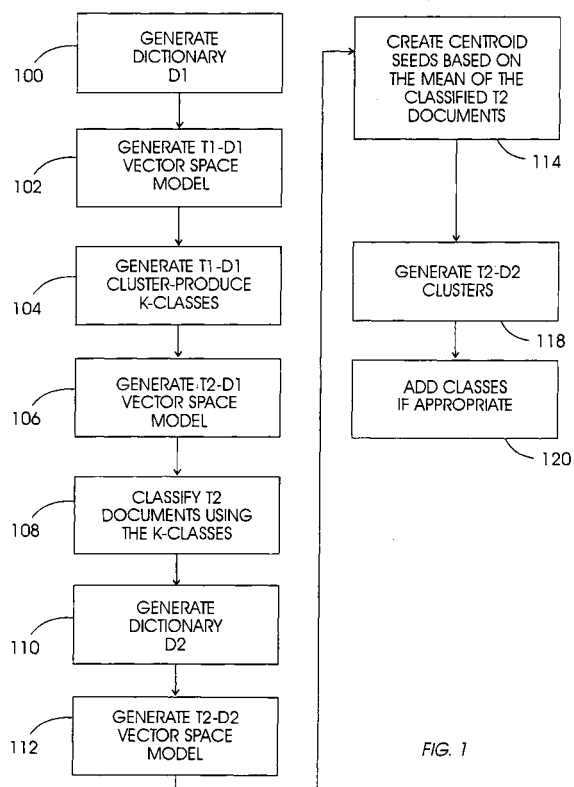 GENERATE
DICTIONARY
D1
100
GENERATE T1-D1
VECTOR SPACE
MODEL
102
GENERATE T1-D1
CLUSTER-PRODUCE
K-CLASSES
104
GENERATE T2-D1
VECTOR SPACE
MODEL
106
CLASSIFY T2
DOCUMENTS USING
THE K-CLASSES
108
GENERATE
DICTIONARY
D2
110
GENERATE T2-D2
VECTOR SPACE
MODEL
112
CREATE CENTROID
SEEDS BASED ON
THE MEAN OF THE
CLASSIFIED T2
DOCUMENTS
114
GENERATE T2-D2
CLUSTERS
118
ADD CLASSES
IF APPROPRIATE
120
FIG. 1